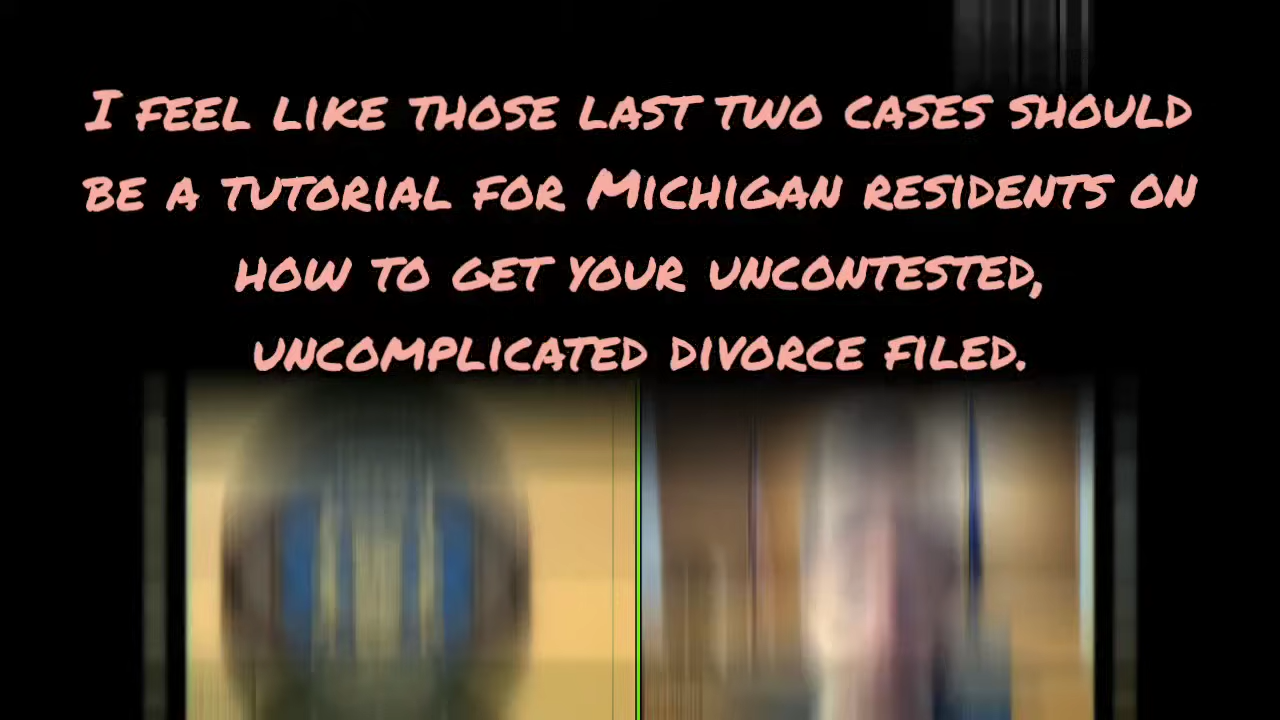 I feel like those last two cases should
be a tutorial for Michigan residents on
how to get your uncontested,
uncomplicated divorce filed.